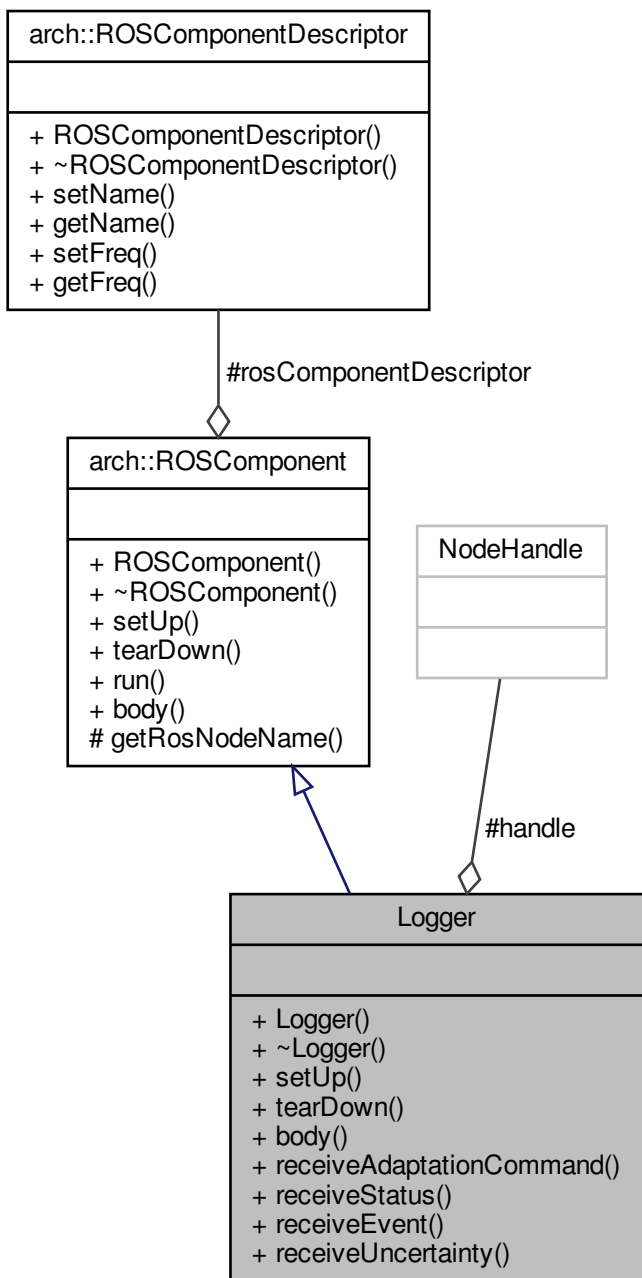 arch::ROSComponentDescriptor
+ ROSComponentDescriptor()
+ ~ROSComponentDescriptor()
+ setName()
+ getName()
+ setFreq()
+ getFreq()
#rosComponentDescriptor
arch::ROSComponent
+ ROSComponent()
+ ~ROSComponent()
+ setUp()
+ tearDown()
+ run()
+ body()
# getRosNodeName()
NodeHandle
#handle
Logger
+ Logger()
+ ~Logger()
+ setUp()
+ tearDown()
+ body()
+ receiveAdaptationCommand()
+ receiveStatus()
+ receiveEvent()
+ receiveUncertainty()